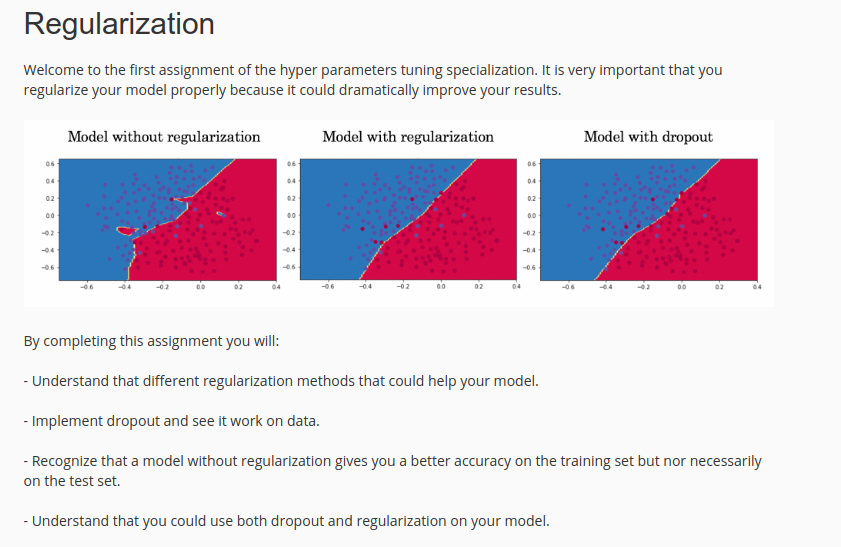 Regularization
Welcome to the first assignment of the hyper parameters tuning specialization. It is very important that you
regularize your model properly because it could dramatically improve your results.
Model without regularization
Model with regularization
Model with dropout
0.6
0.4
0.2
0.0
−0.2
−0.4
−0.6
−0.6 −0.4 −0.2 0.0 0.2 0.4
0.6
0.4
0.2
0.0
−0.2
−0.4
−0.6
−0.6 −0.4 −0.2 0.0 0.2 0.4
0.6
0.4
0.2
0.0
−0.2
−0.4
−0.6
−0.6 −0.4 −0.2 0.0 0.2 0.4
By completing this assignment you will:
- Understand that different regularization methods that could help your model.
- Implement dropout and see it work on data.
- Recognize that a model without regularization gives you a better accuracy on the training set but nor necessarily
on the test set.
- Understand that you could use both dropout and regularization on your model.